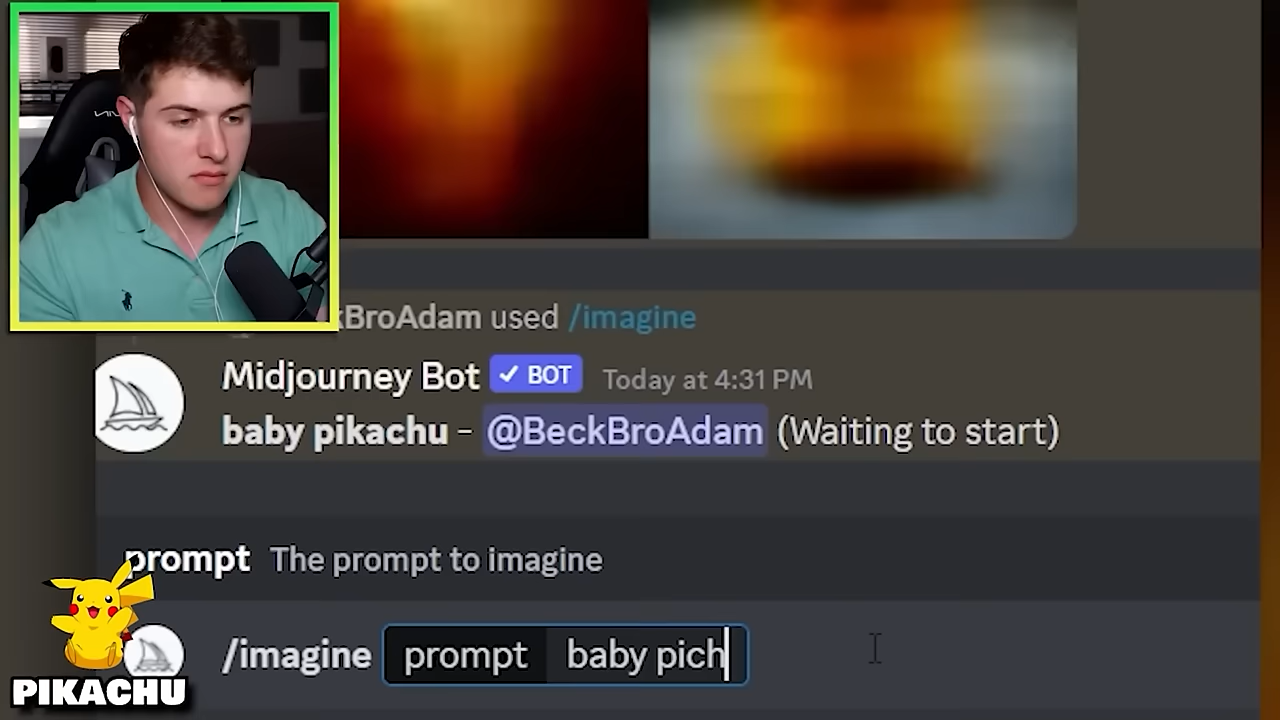 kBroAdam used /imagine
Midjourney Bot ✓ BOT Today at 4:31 PM
baby pikachu - @BeckBroAdam (Waiting to start)
prompt The prompt to imagine
/imagine prompt baby pich
PIKACHU